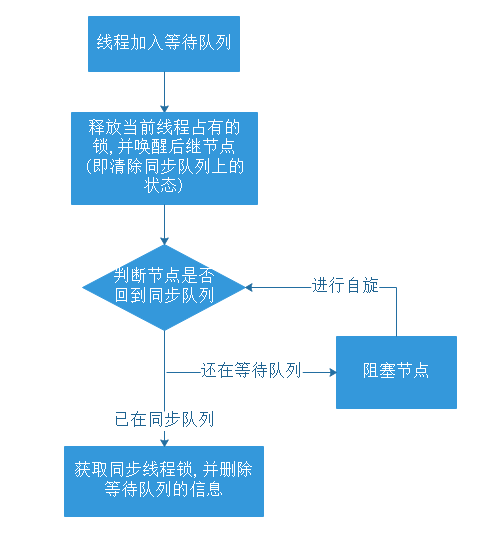 线程加入等待队列
释放当前线程占有的
锁,并唤醒后继节点
(即清除同步队列上的
状态)
判断节点是否
回到同步队列
进行自旋
还在等待队列
阻塞节点
已在同步队列
获取同步线程锁,并删除
等待队列的信息